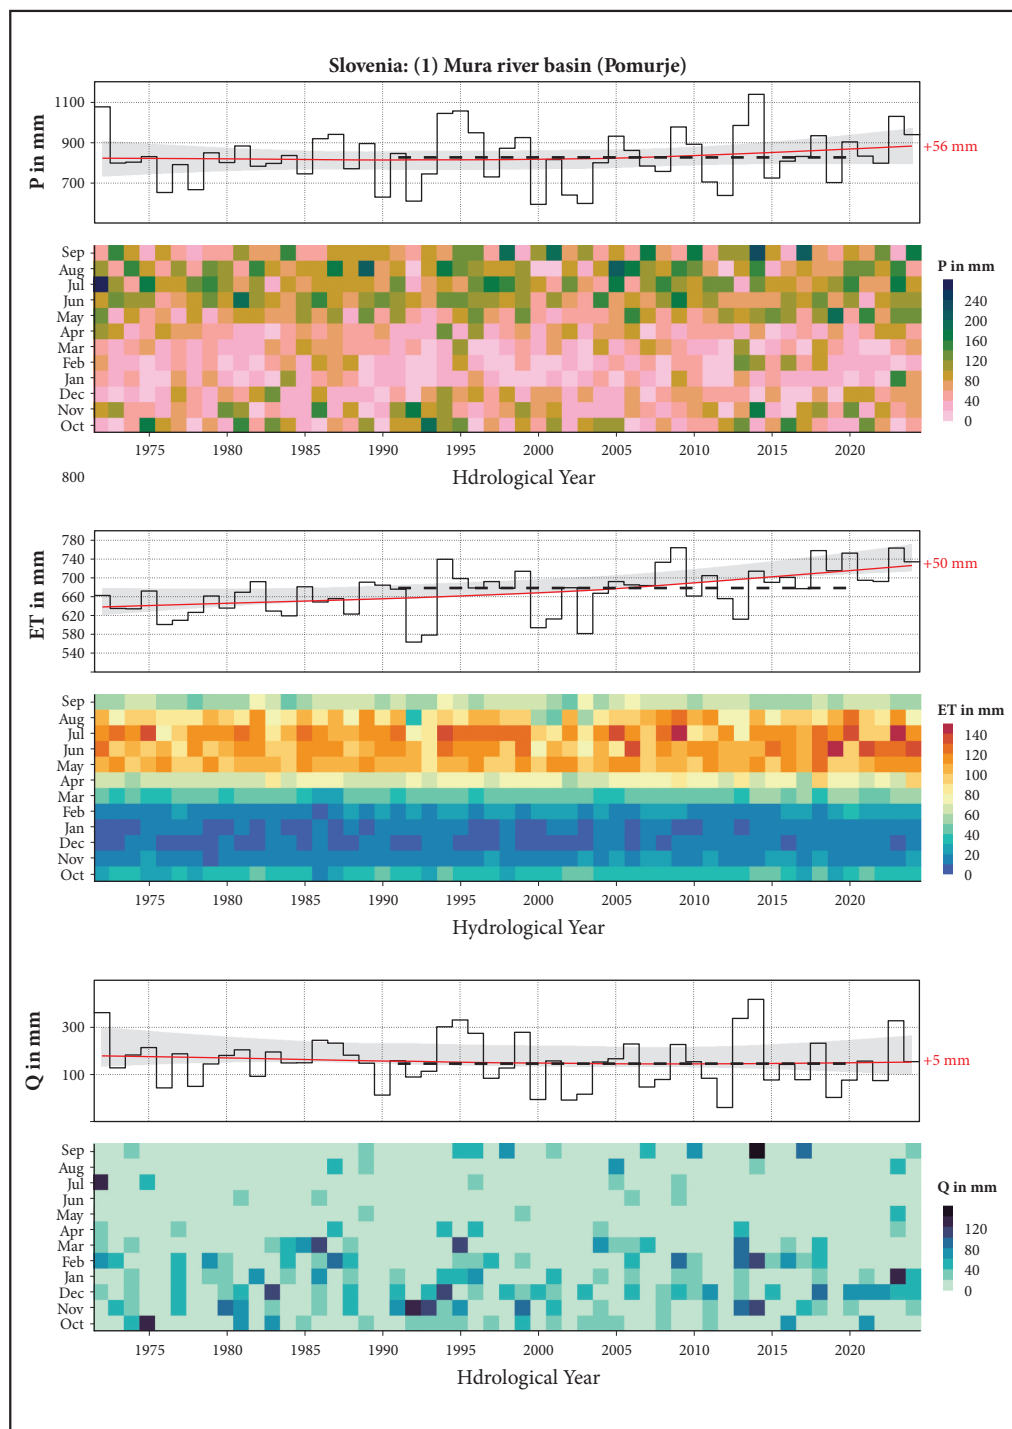 Slovenia: (1) Mura river basin (Pomurje)
P in mm
1100
900
700
+56 mm
Sep
Aug
Jul
Jun
May
Apr
Mar
Feb
Jan
Dec
Nov
Oct
P in mm
240
200
160
120
80
40
0
1975 1980 1985 1990 1995 2000 2005 2010 2015 2020
Hdrological Year
800
ET in mm
780
740
700
660
620
580
540
+50 mm
Sep
Aug
Jul
Jun
May
Apr
Mar
Feb
Jan
Dec
Nov
Oct
ET in mm
140
120
100
80
60
40
20
0
1975 1980 1985 1990 1995 2000 2005 2010 2015 2020
Hydrological Year
Q in mm
300
100
+5 mm
Sep
Aug
Jul
Jun
May
Apr
Mar
Feb
Jan
Dec
Nov
Oct
Q in mm
120
80
40
0
1975 1980 1985 1990 1995 2000 2005 2010 2015 2020
Hdrological Year